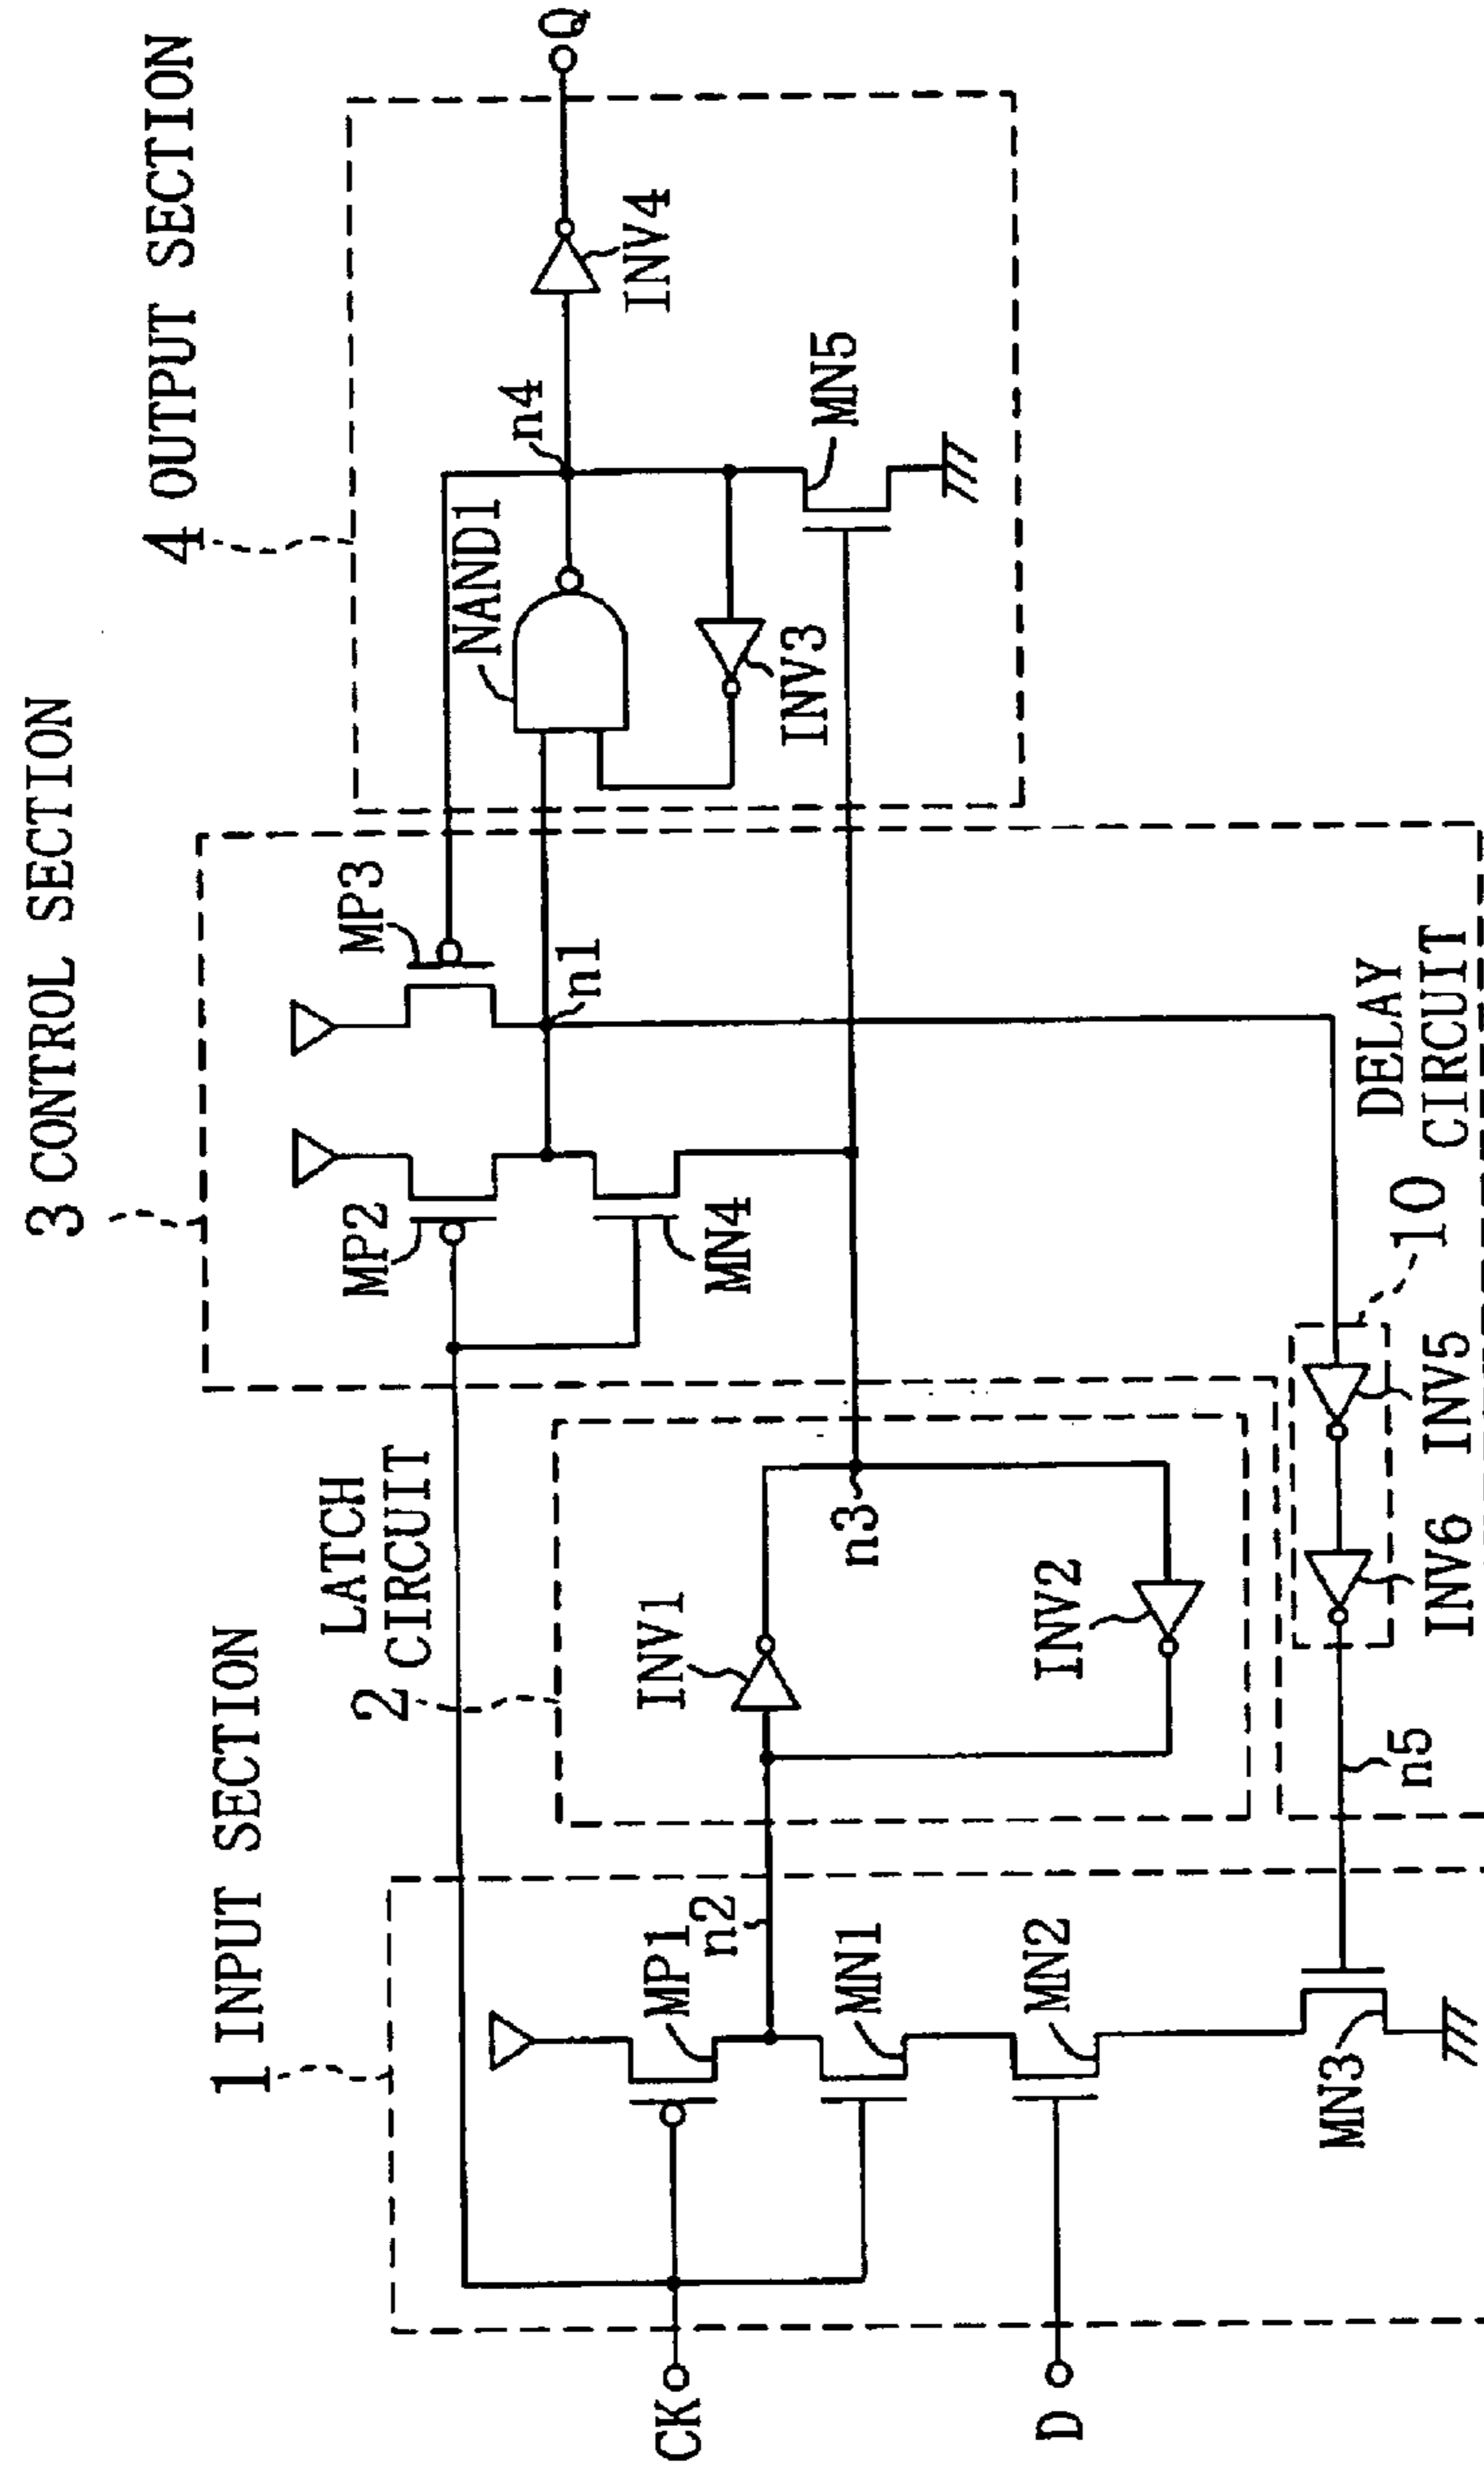 1 INPUT SECTION
2 LATCH
CIRCUIT
3 CONTROL SECTION
4 OUTPUT SECTION
CK
D
MP1
n2
MN1
MN2
MN3
INV1
INV2
n3
n5
MP2
MN4
MP3
n1
INV6
INV5
10 DELAY
CIRCUIT
NAND1
n4
INV3
MN5
INV4
Q